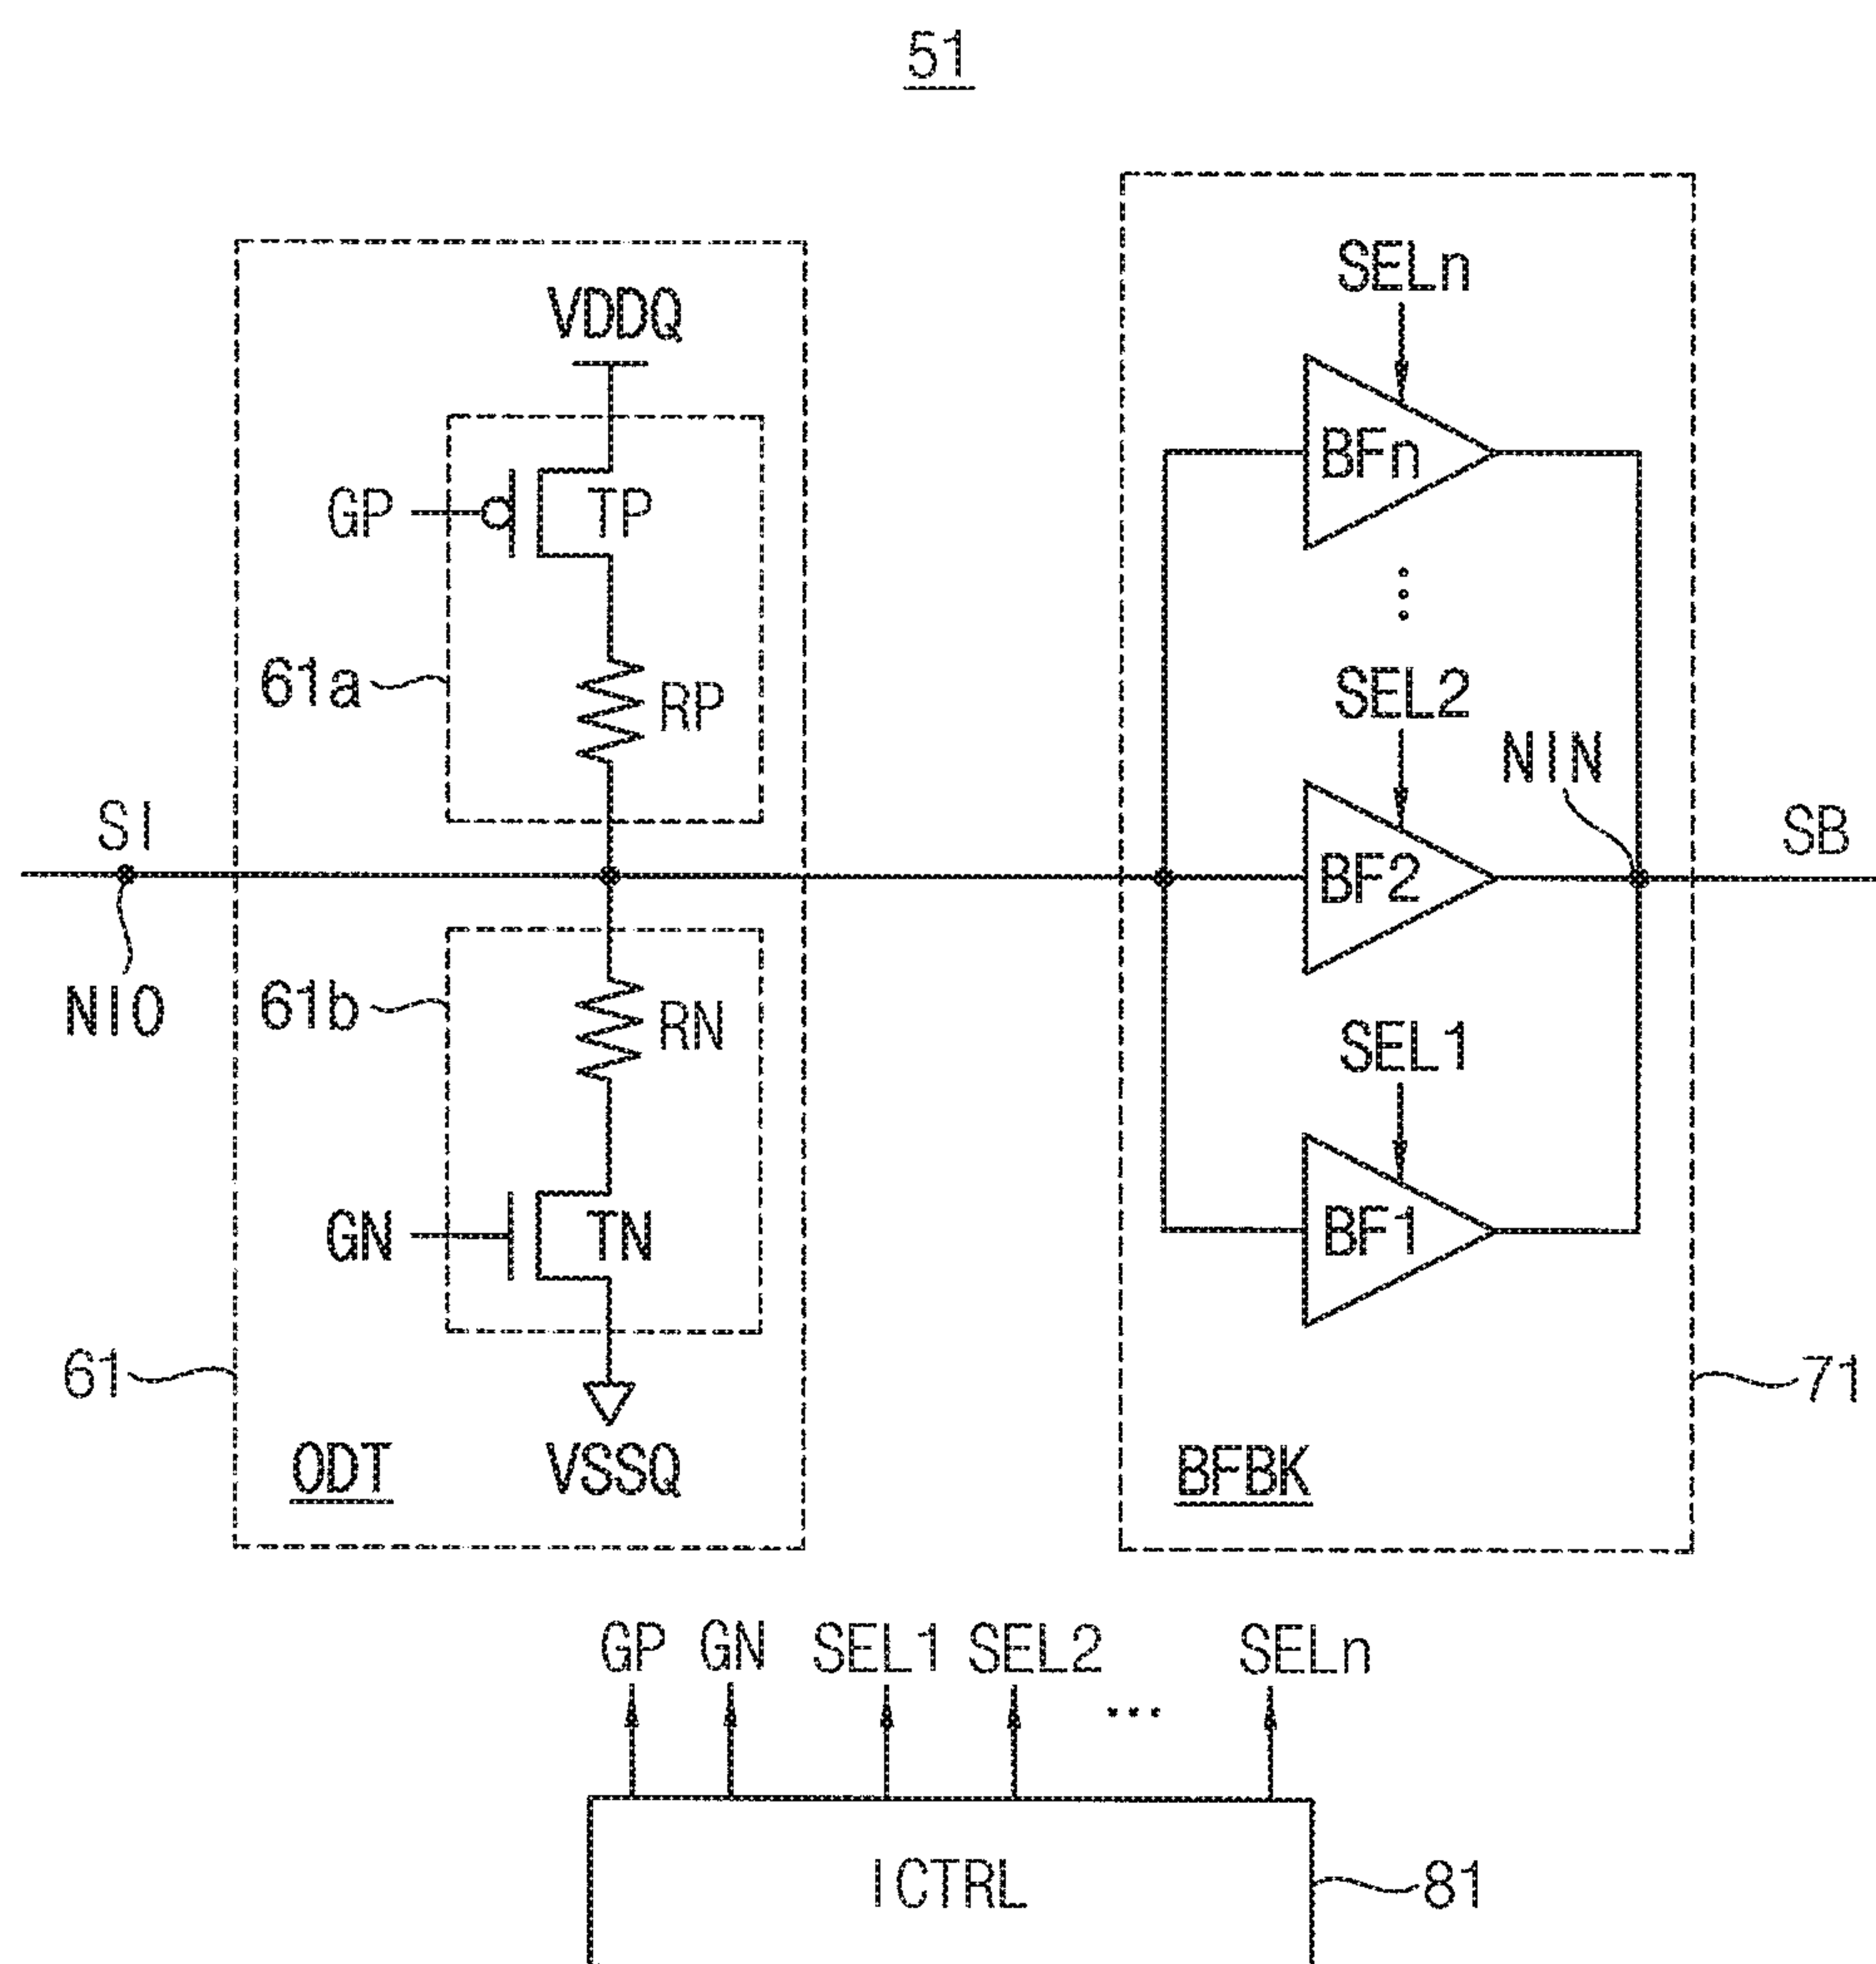 51
SELn
VDDQ
BFn
GP
TP
61a
RP
SEL2
NIN
SI
SB
BF2
NIO
61b
RN
SEL1
GN
TN
BF1
61
71
ODT
VSSQ
BFBK
GP GN SEL1 SEL2 ... SELn
ICTRL
81